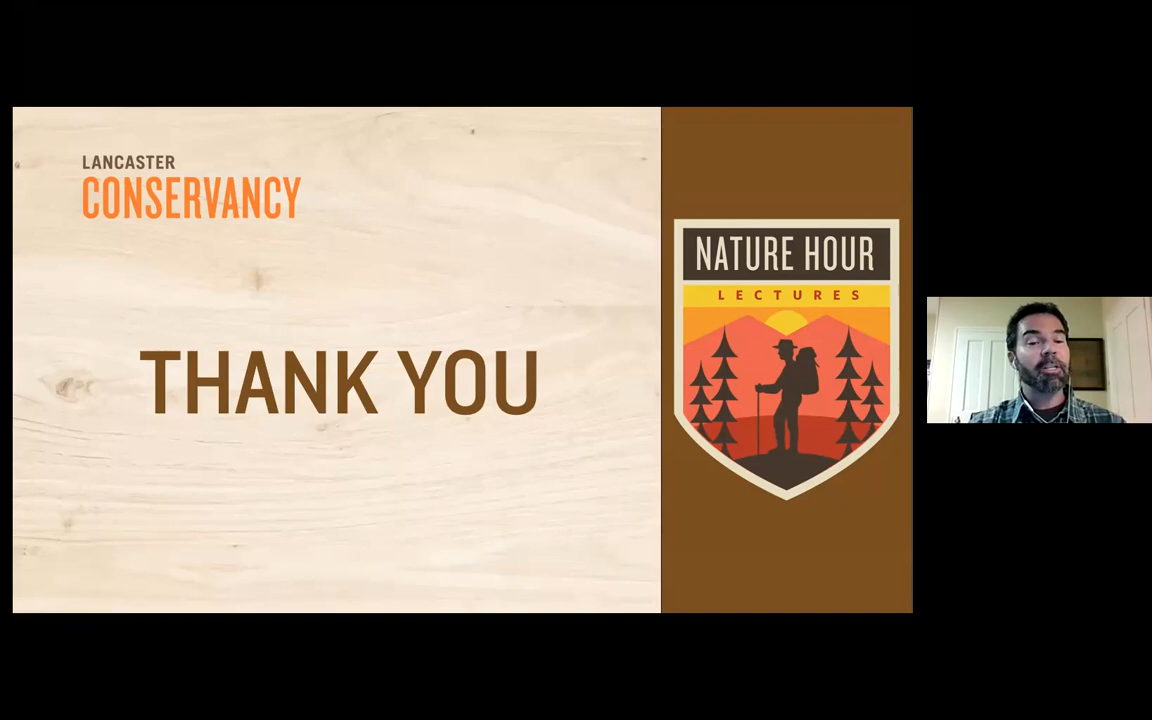 LANCASTER
CONSERVANCY
THANK YOU
NATURE HOUR
LECTURES